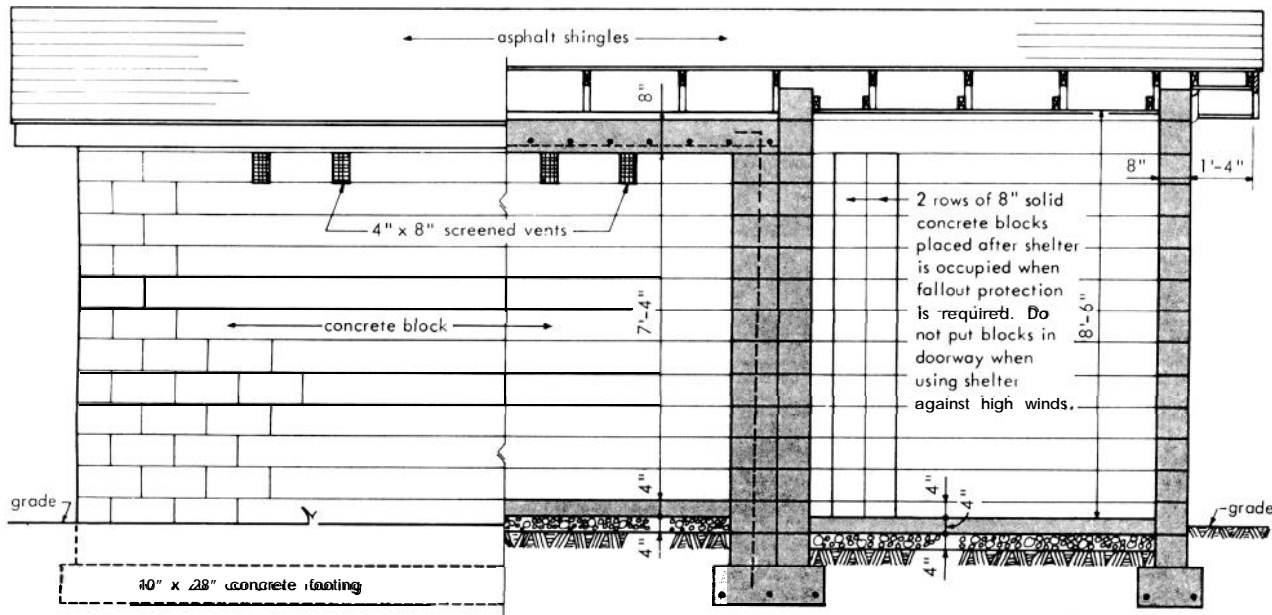 asphalt shingles
8"
8"
1'-4"
4" x 8" screened vents
2 rows of 8" solid
concrete blocks
placed after shelter
is occupied when
fallout protection
is required. Do
not put blocks in
doorway when
using shelter
against high winds.
concrete block
7'-4"
8'-6"
grade
4"
4"
4"
4"
4"
grade
10" x 28" concrete footing